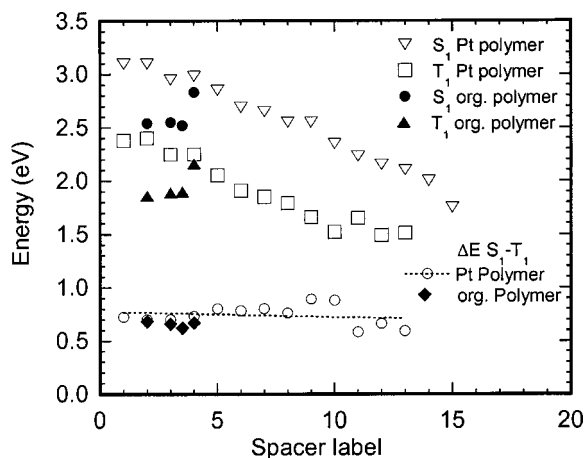 3.5
3.0
2.5
2.0
1.5
1.0
0.5
0.0
Energy (eV)
S1 Pt polymer
T1 Pt polymer
S1 org. polymer
T1 org. polymer
ΔE S1-T1
Pt Polymer
org. Polymer
0 5 10 15 20
Spacer label